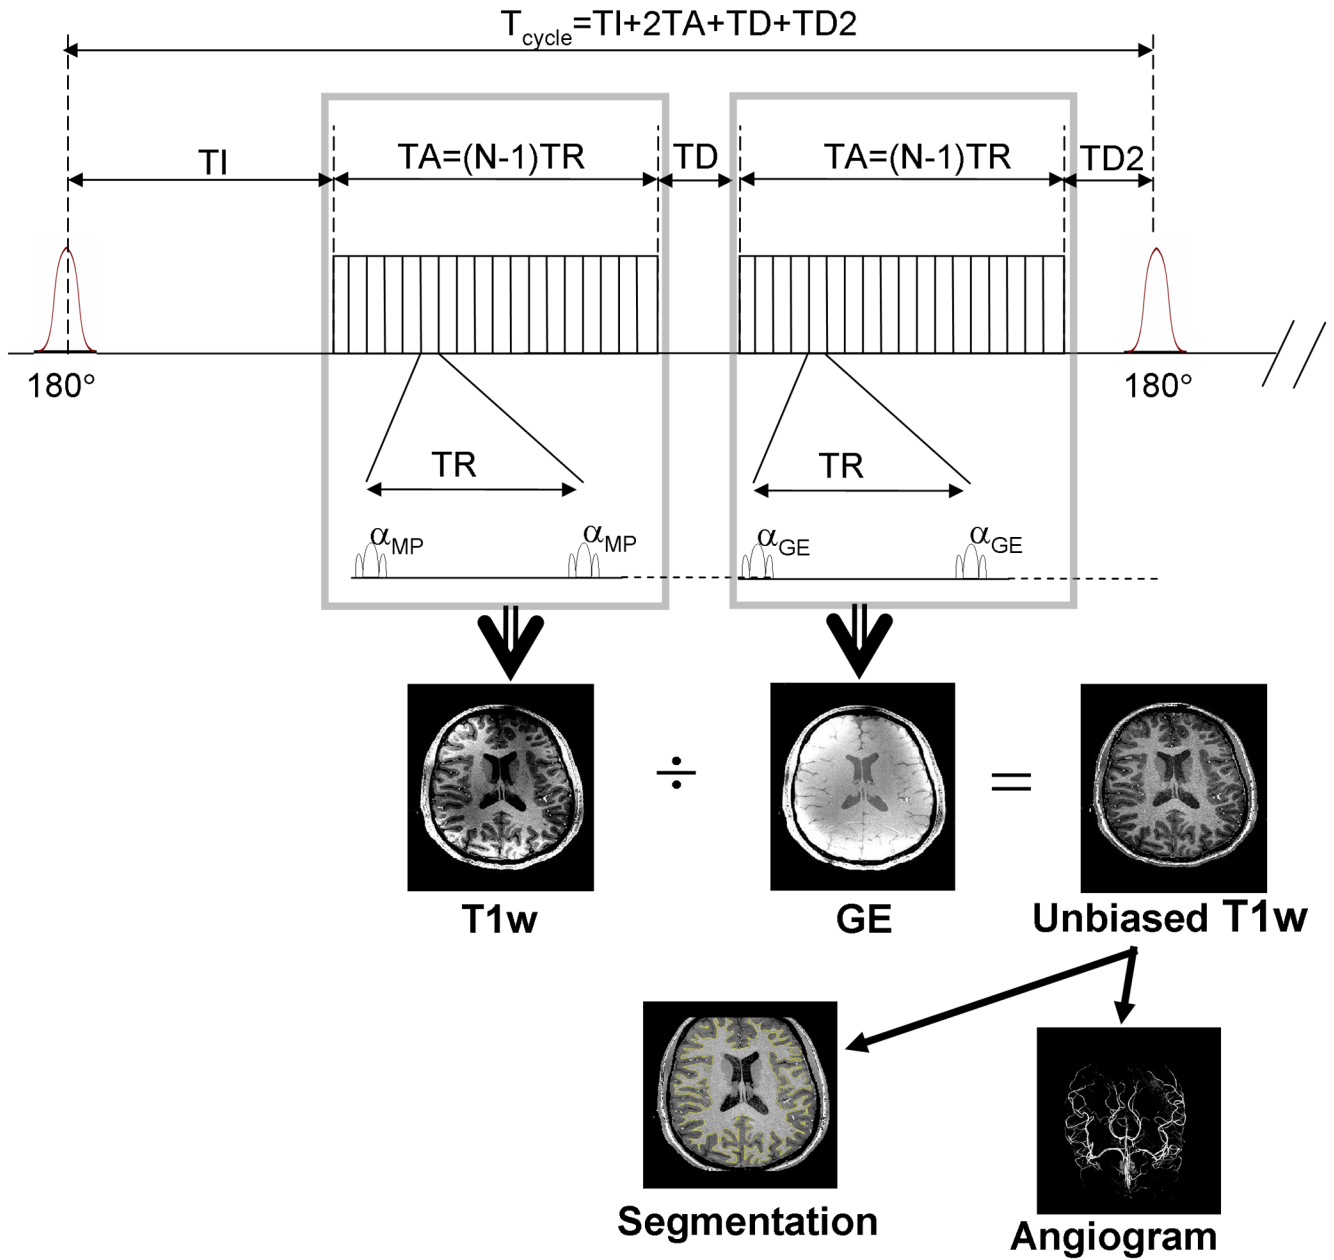 Tcycle=TI+2TA+TD+TD2
TI
TA=(N-1)TR
TD
TA=(N-1)TR
TD2
180°
180°
TR
TR
αMP
αMP
αGE
αGE
÷
=
T1w
GE
Unbiased T1w
Segmentation
Angiogram